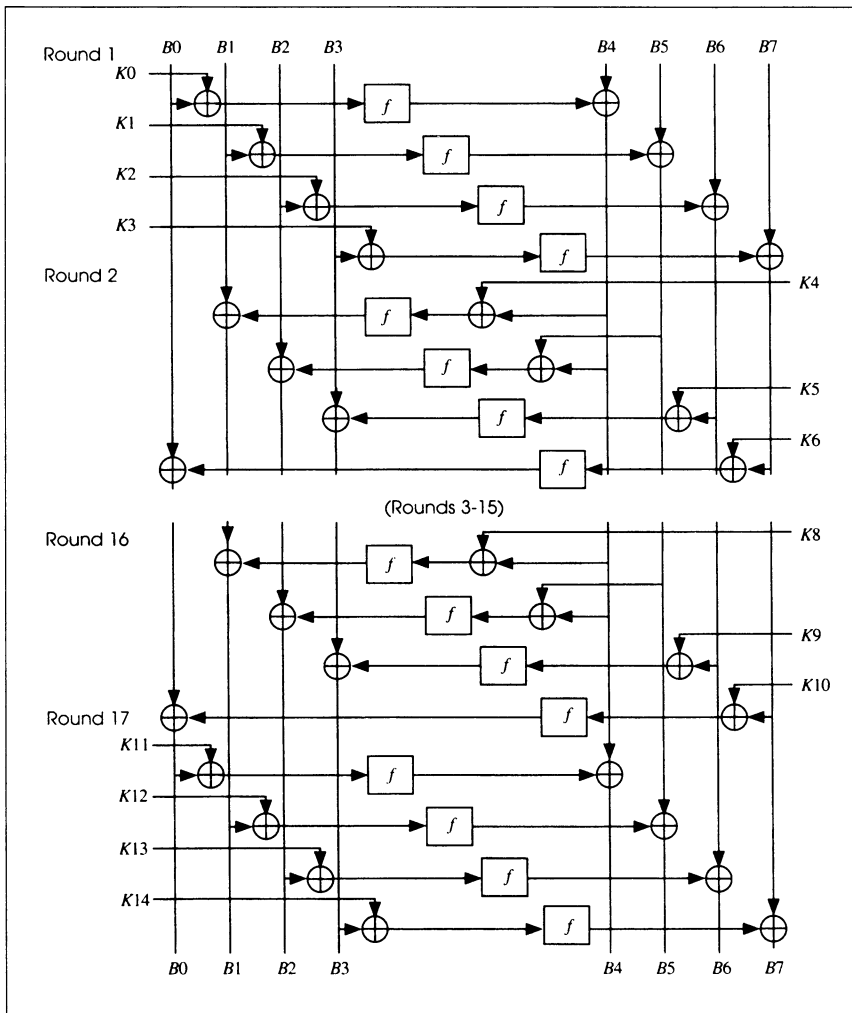 B0 B1 B2 B3 B4 B5 B6 B7
Round 1
K0
f
K1
f
K2
f
K3
f
Round 2
K4
f
f
K5
f
K6
f
(Rounds 3-15)
Round 16
K8
f
f
K9
f
K10
f
Round 17
K11
f
K12
f
K13
f
K14
f
B0 B1 B2 B3 B4 B5 B6 B7